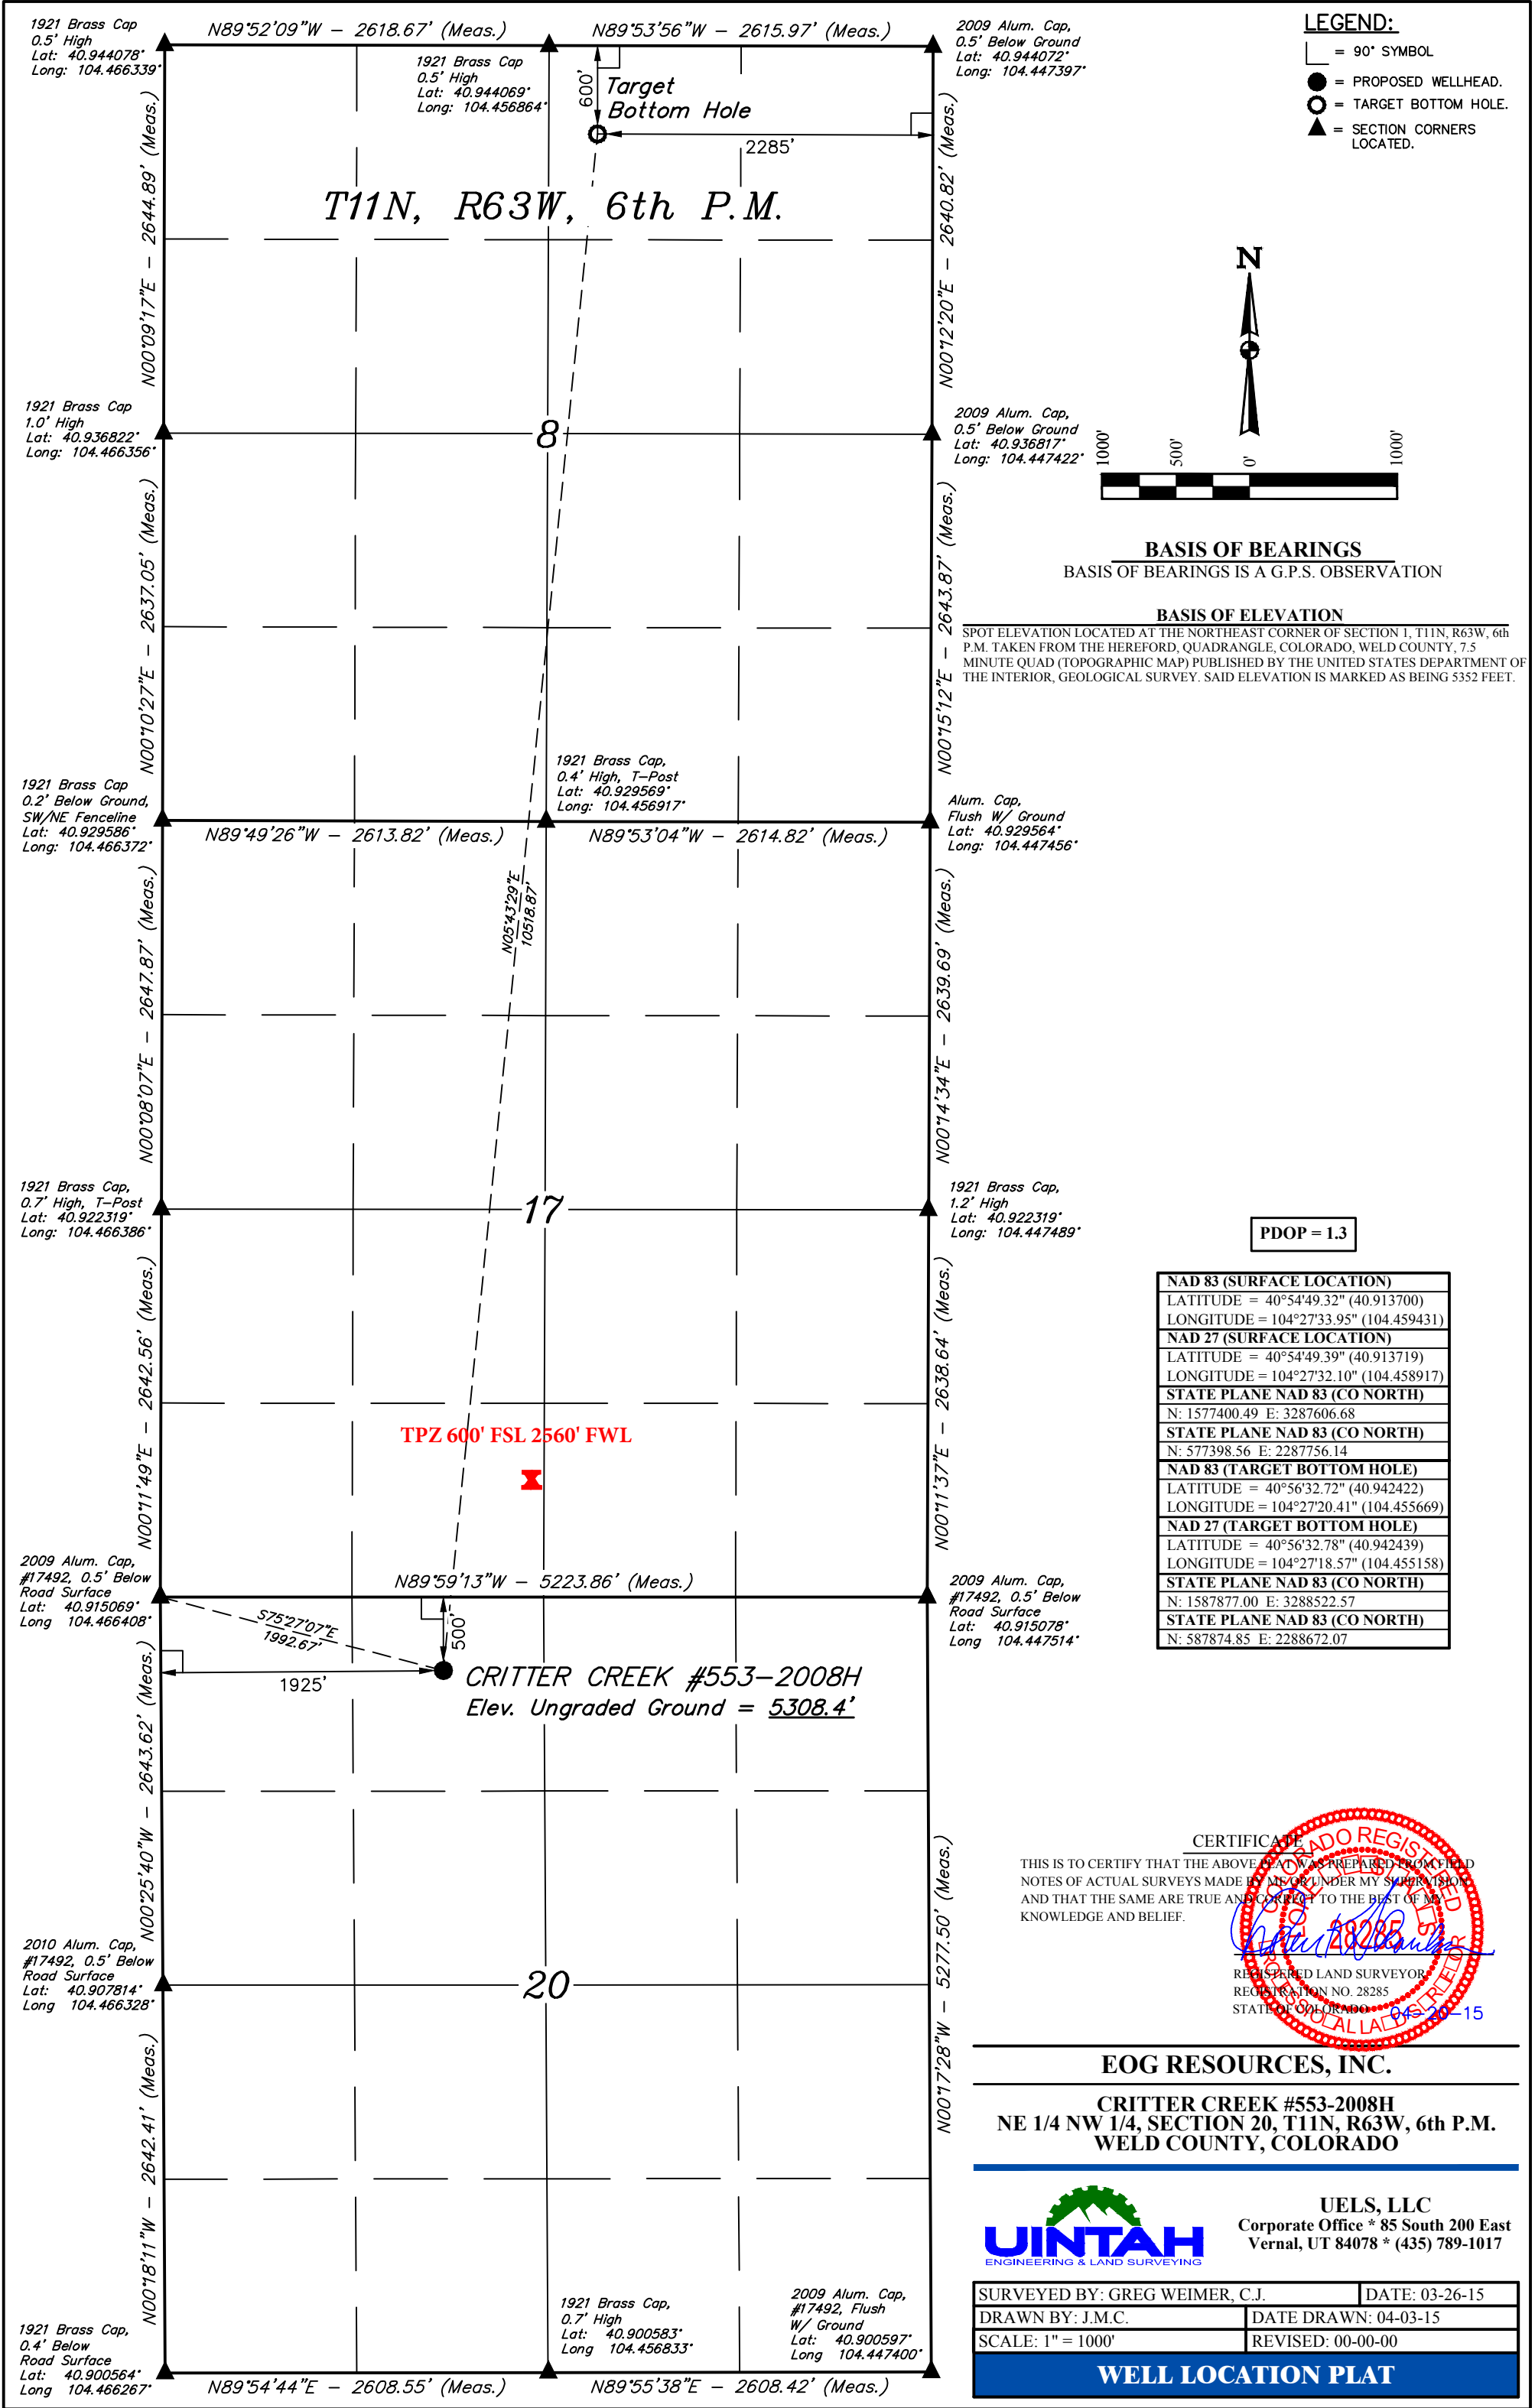 1921 Brass Cap
0.5' High
Lat: 40.944078°
Long: 104.466339°
N89°52'09"W - 2618.67' (Meas.)
N89°53'56"W - 2615.97' (Meas.)
2009 Alum. Cap,
0.5' Below Ground
Lat: 40.944072°
Long: 104.447397°
1921 Brass Cap
0.5' High
Lat: 40.944069°
Long: 104.456864°
600'
Target
Bottom Hole
2285'
T11N, R63W, 6th P.M.
N00°09'17"E - 2644.89' (Meas.)
N00°12'20"E - 2640.82' (Meas.)
LEGEND:
= 90° SYMBOL
= PROPOSED WELLHEAD.
= TARGET BOTTOM HOLE.
= SECTION CORNERS
LOCATED.
N
1000'
500'
0'
1000'
BASIS OF BEARINGS
BASIS OF BEARINGS IS A G.P.S. OBSERVATION
BASIS OF ELEVATION
SPOT ELEVATION LOCATED AT THE NORTHEAST CORNER OF SECTION 1, T11N, R63W, 6th
P.M. TAKEN FROM THE HEREFORD, QUADRANGLE, COLORADO, WELD COUNTY, 7.5
MINUTE QUAD (TOPOGRAPHIC MAP) PUBLISHED BY THE UNITED STATES DEPARTMENT OF
THE INTERIOR, GEOLOGICAL SURVEY. SAID ELEVATION IS MARKED AS BEING 5352 FEET.
1921 Brass Cap
1.0' High
Lat: 40.936822°
Long: 104.466356°
8
2009 Alum. Cap,
0.5' Below Ground
Lat: 40.936817°
Long: 104.447422°
N00°10'27"E - 2637.05' (Meas.)
N00°15'12"E - 2643.87' (Meas.)
1921 Brass Cap
0.2' Below Ground,
SW/NE Fenceline
Lat: 40.929586°
Long: 104.466372°
1921 Brass Cap,
0.4' High, T-Post
Lat: 40.929569°
Long: 104.456917°
Alum. Cap,
Flush W/ Ground
Lat: 40.929564°
Long: 104.447456°
N89°49'26"W - 2613.82' (Meas.)
N89°53'04"W - 2614.82' (Meas.)
N05°43'29"E
10518.87'
N00°08'07"E - 2647.87' (Meas.)
N00°14'34"E - 2639.69' (Meas.)
1921 Brass Cap,
0.7' High, T-Post
Lat: 40.922319°
Long: 104.466386°
17
1921 Brass Cap,
1.2' High
Lat: 40.922319°
Long: 104.447489°
PDOP = 1.3
NAD 83 (SURFACE LOCATION)
LATITUDE = 40°54'49.32" (40.913700)
LONGITUDE = 104°27'33.95" (104.459431)
NAD 27 (SURFACE LOCATION)
LATITUDE = 40°54'49.39" (40.913719)
LONGITUDE = 104°27'32.10" (104.458917)
STATE PLANE NAD 83 (CO NORTH)
N: 1577400.49 E: 3287606.68
STATE PLANE NAD 83 (CO NORTH)
N: 577398.56 E: 2287756.14
NAD 83 (TARGET BOTTOM HOLE)
LATITUDE = 40°56'32.72" (40.942422)
LONGITUDE = 104°27'20.41" (104.455669)
NAD 27 (TARGET BOTTOM HOLE)
LATITUDE = 40°56'32.78" (40.942439)
LONGITUDE = 104°27'18.57" (104.455158)
STATE PLANE NAD 83 (CO NORTH)
N: 1587877.00 E: 3288522.57
STATE PLANE NAD 83 (CO NORTH)
N: 587874.85 E: 2288672.07
N00°11'49"E - 2642.56' (Meas.)
N00°11'37"E - 2638.64' (Meas.)
TPZ 600' FSL 2560' FWL
2009 Alum. Cap,
#17492, 0.5' Below
Road Surface
Lat: 40.915069°
Long 104.466408°
N89°59'13"W - 5223.86' (Meas.)
2009 Alum. Cap,
#17492, 0.5' Below
Road Surface
Lat: 40.915078°
Long 104.447514°
S75°27'07"E
1992.67'
500'
1925'
CRITTER CREEK #553-2008H
Elev. Ungraded Ground = 5308.4'
N00°25'40"W - 2643.62' (Meas.)
N00°17'28"W - 5277.50' (Meas.)
2010 Alum. Cap,
#17492, 0.5' Below
Road Surface
Lat: 40.907814°
Long 104.466328°
20
N00°18'11"W - 2642.41' (Meas.)
1921 Brass Cap,
0.4' Below
Road Surface
Lat: 40.900564°
Long 104.466267°
1921 Brass Cap,
0.7' High
Lat: 40.900583°
Long 104.456833°
2009 Alum. Cap,
#17492, Flush
W/ Ground
Lat: 40.900597°
Long 104.447400°
N89°54'44"E - 2608.55' (Meas.)
N89°55'38"E - 2608.42' (Meas.)
CERTIFICATE
THIS IS TO CERTIFY THAT THE ABOVE PLAT WAS PREPARED FROM FIELD
NOTES OF ACTUAL SURVEYS MADE BY ME OR UNDER MY SUPERVISION
AND THAT THE SAME ARE TRUE AND CORRECT TO THE BEST OF MY
KNOWLEDGE AND BELIEF.
COLORADO REGISTERED
28285
REGISTERED LAND SURVEYOR
REGISTRATION NO. 28285
STATE OF COLORADO
04-20-15
EOG RESOURCES, INC.
CRITTER CREEK #553-2008H
NE 1/4 NW 1/4, SECTION 20, T11N, R63W, 6th P.M.
WELD COUNTY, COLORADO
UINTAH
ENGINEERING & LAND SURVEYING
UELS, LLC
Corporate Office * 85 South 200 East
Vernal, UT 84078 * (435) 789-1017
SURVEYED BY: GREG WEIMER, C.J.
DATE: 03-26-15
DRAWN BY: J.M.C.
DATE DRAWN: 04-03-15
SCALE: 1" = 1000'
REVISED: 00-00-00
WELL LOCATION PLAT